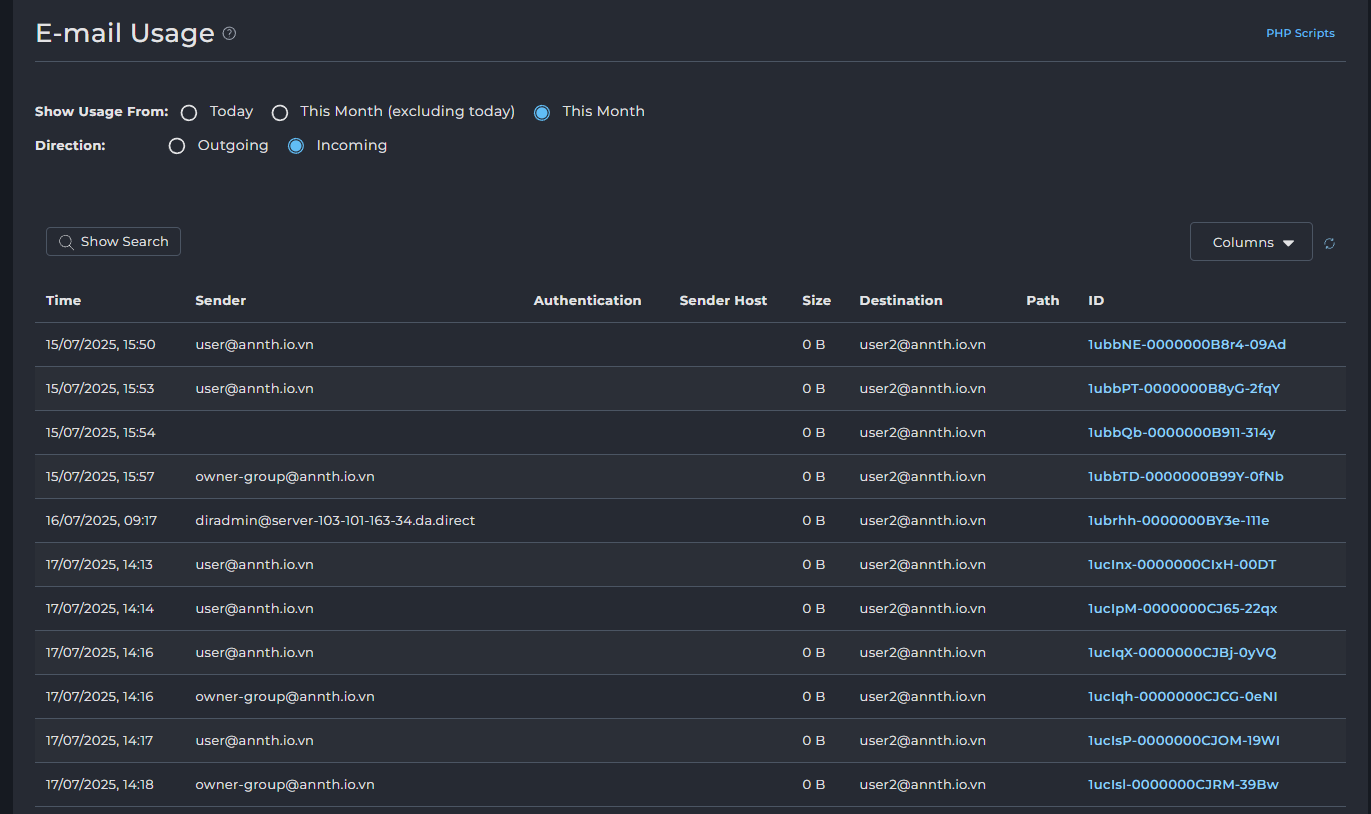 E-mail Usage
PHP Scripts
Show Usage From: Today This Month (excluding today) This Month
Direction: Outgoing Incoming
Show Search
Columns
Time Sender Authentication Sender Host Size Destination Path ID
15/07/2025, 15:50 user@annth.io.vn 0 B user2@annth.io.vn 1ubbNE-0000000B8r4-09Ad
15/07/2025, 15:53 user@annth.io.vn 0 B user2@annth.io.vn 1ubbPT-0000000B8yG-2fqY
15/07/2025, 15:54 0 B user2@annth.io.vn 1ubbQb-0000000B911-314y
15/07/2025, 15:57 owner-group@annth.io.vn 0 B user2@annth.io.vn 1ubbTD-0000000B99Y-0fNb
16/07/2025, 09:17 diradmin@server-103-101-163-34.da.direct 0 B user2@annth.io.vn 1ubrhh-0000000BY3e-111e
17/07/2025, 14:13 user@annth.io.vn 0 B user2@annth.io.vn 1ucInx-0000000CIxH-00DT
17/07/2025, 14:14 user@annth.io.vn 0 B user2@annth.io.vn 1ucIpM-0000000CJ65-22qx
17/07/2025, 14:16 user@annth.io.vn 0 B user2@annth.io.vn 1ucIqX-0000000CJBj-0yVQ
17/07/2025, 14:16 owner-group@annth.io.vn 0 B user2@annth.io.vn 1ucIqh-0000000CJCG-0eNI
17/07/2025, 14:17 user@annth.io.vn 0 B user2@annth.io.vn 1ucIsP-0000000CJOM-19WI
17/07/2025, 14:18 owner-group@annth.io.vn 0 B user2@annth.io.vn 1ucIsl-0000000CJRM-39Bw